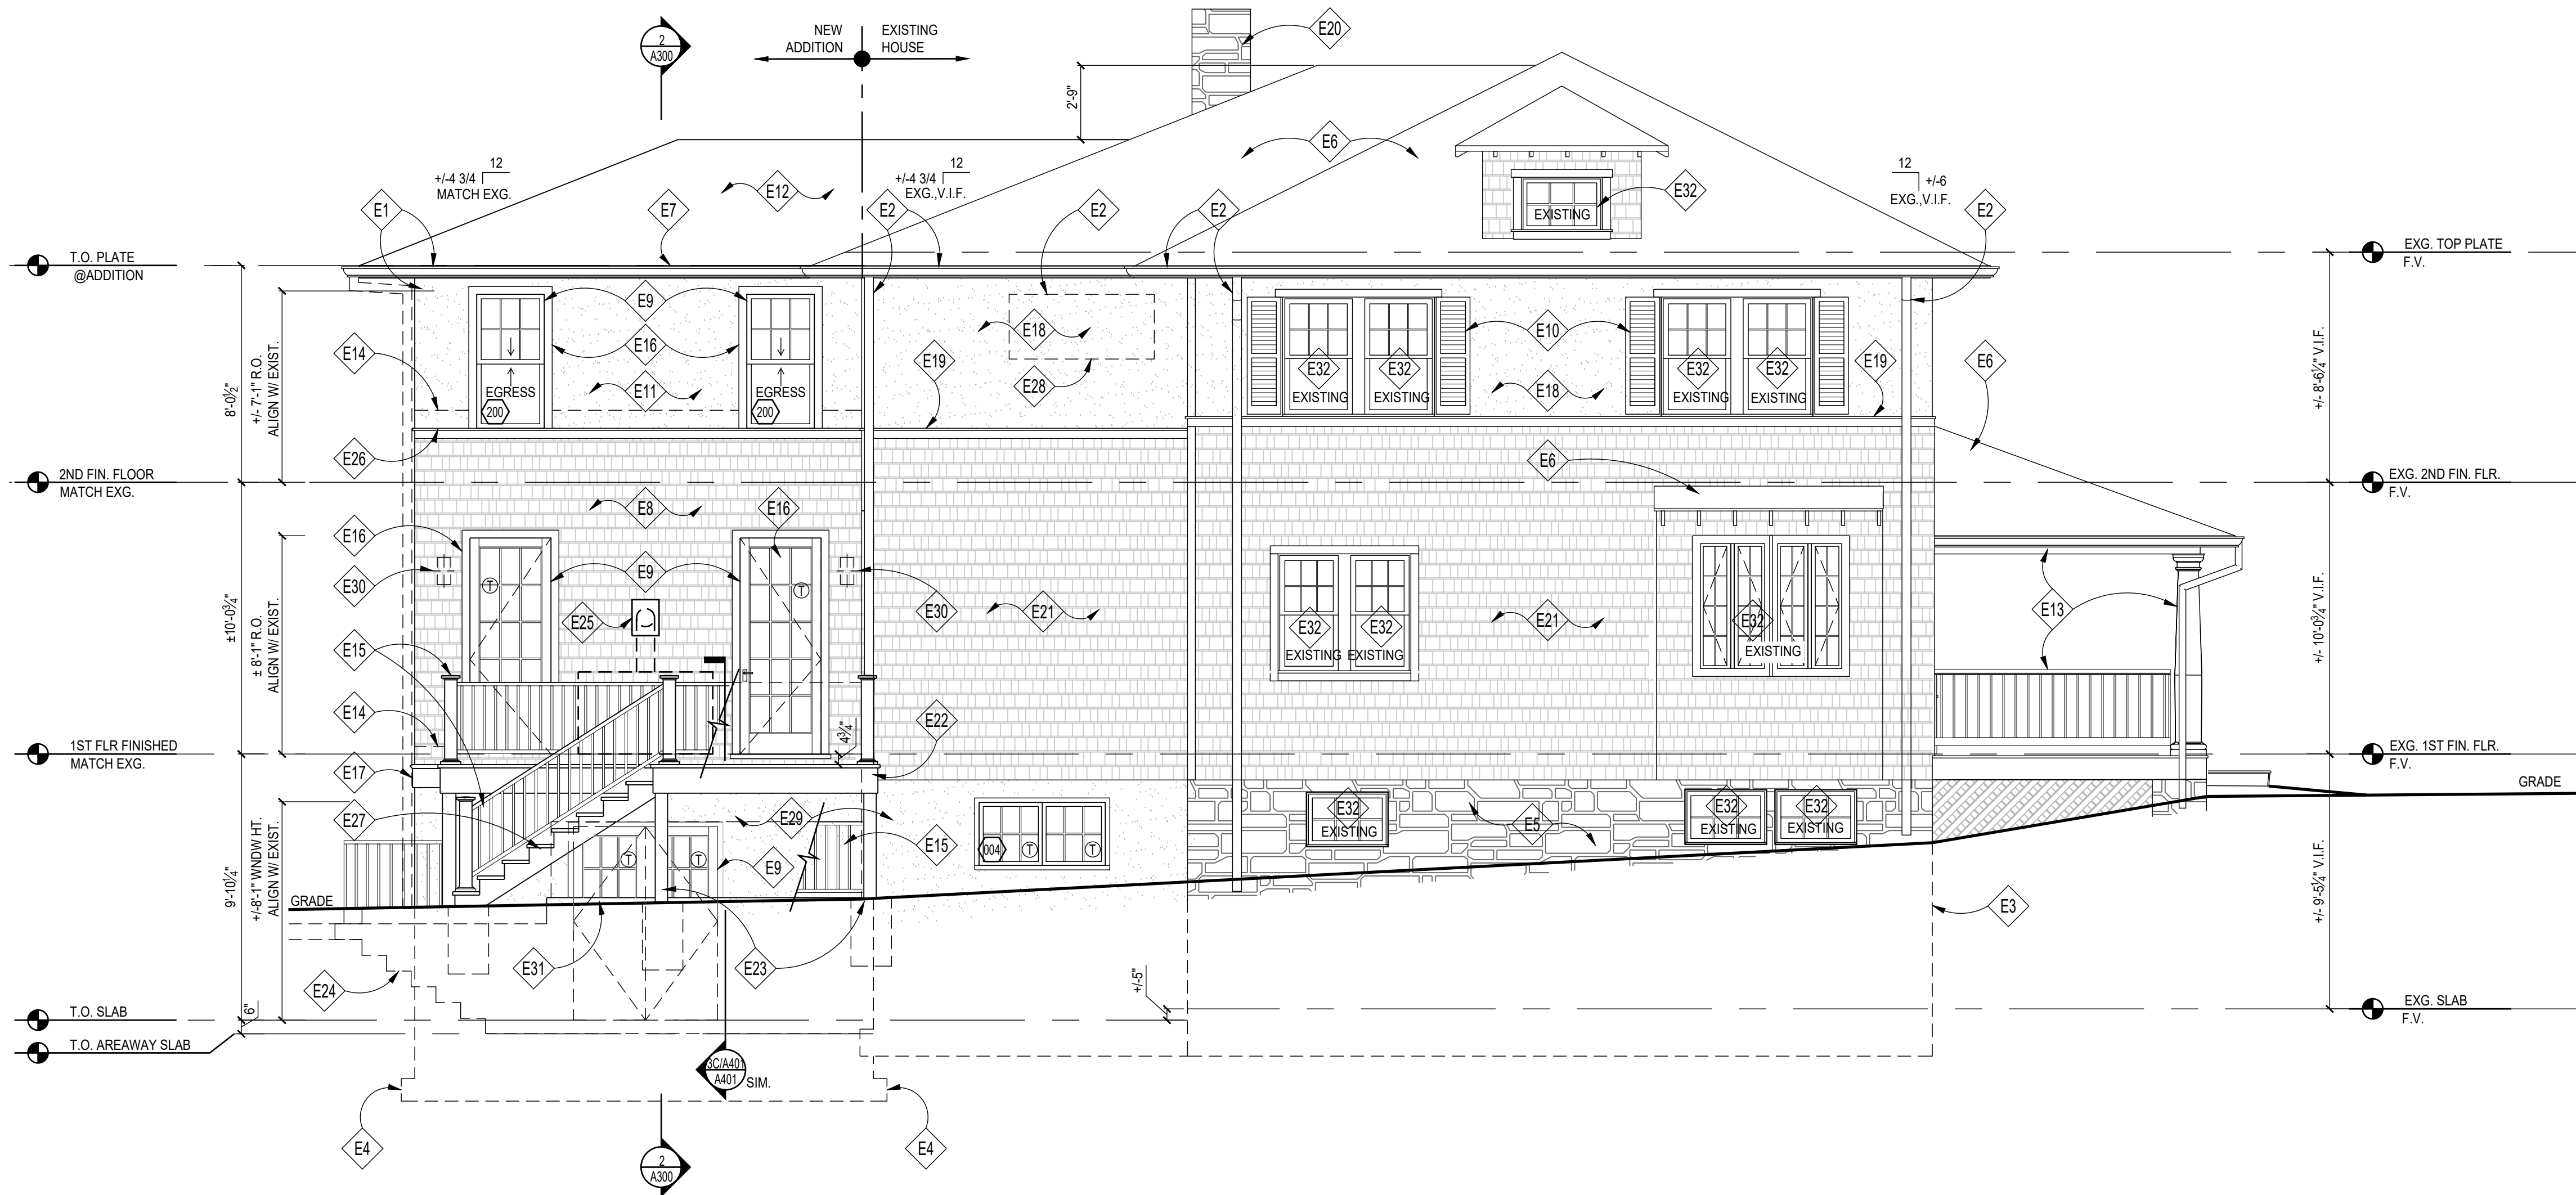 2
A300
NEW
ADDITION
EXISTING
HOUSE
E20
2'-9"
E6
12
+/-4 3/4
MATCH EXG.
E12
12
+/-4 3/4
EXG.,V.I.F.
E32
EXISTING
12
+/-6
EXG.,V.I.F.
E1
E7
E2
E2
E2
E2
T.O. PLATE
@ADDITION
EXG. TOP PLATE
F.V.
E9
E16
E11
EGRESS
200
EGRESS
200
E18
E28
E19
E10
E18
E32
EXISTING
E32
EXISTING
E32
EXISTING
E32
EXISTING
E19
E6
E14
E26
8'-0½"
+/- 7'-1" R.O.
ALIGN W/ EXIST.
+/- 8'-6¼" V.I.F.
2ND FIN. FLOOR
MATCH EXG.
EXG. 2ND FIN. FLR.
F.V.
E8
E16
E6
E16
E30
E9
T
T
E25
E30
E21
E21
E32
EXISTING
E32
EXISTING
E32
EXISTING
E13
E15
E14
±10'-0¾"
± 8'-1" R.O.
ALIGN W/ EXIST.
+/- 10'-0¾" V.I.F.
4¾"
E22
1ST FLR FINISHED
MATCH EXG.
EXG. 1ST FIN. FLR.
F.V.
GRADE
E17
E27
E29
E15
E9
T
T
004
T
T
E32
EXISTING
E5
E32
EXISTING
E32
EXISTING
9'-10¼"
+/-8'-1" WNDW HT.
ALIGN W/ EXIST.
+/- 9'-5¼" V.I.F.
GRADE
E3
E31
E23
E24
+/-5"
6"
T.O. SLAB
T.O. AREAWAY SLAB
EXG. SLAB
F.V.
3C/A401
A401
SIM.
E4
E4
2
A300